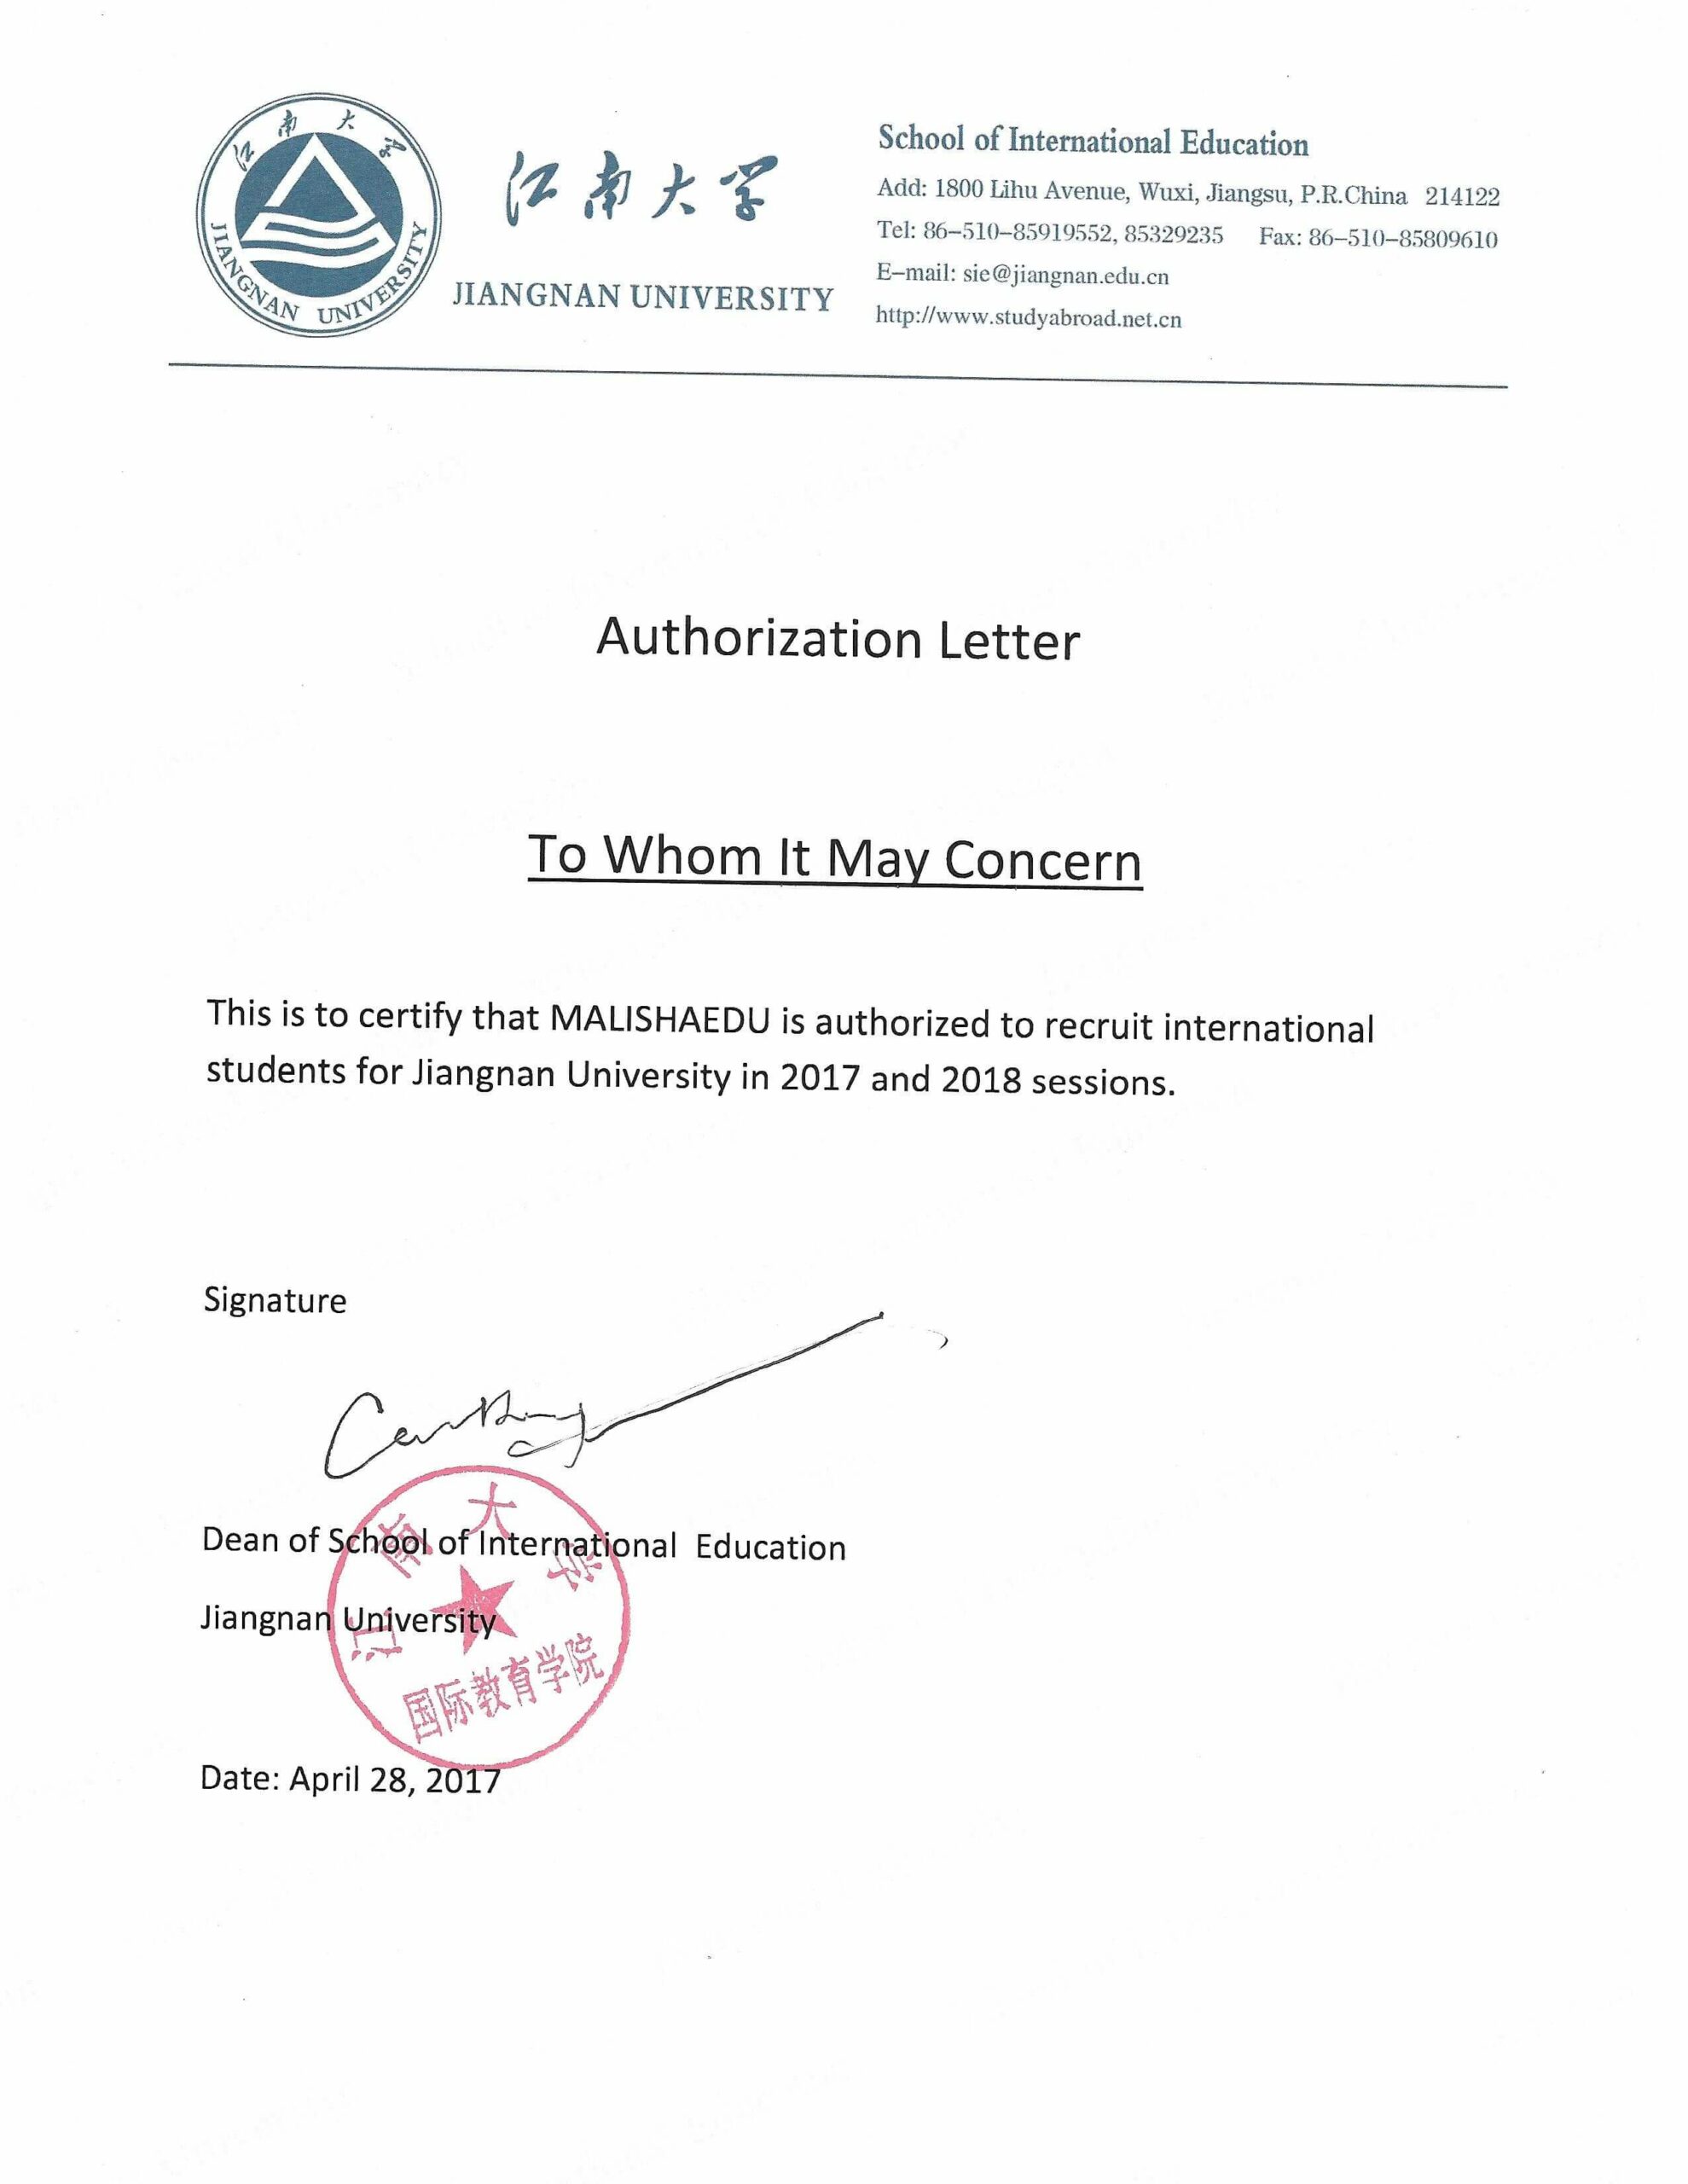 江南大学
JIANGNAN UNIVERSITY
江南大学
JIANGNAN UNIVERSITY
School of International Education
Add: 1800 Lihu Avenue, Wuxi, Jiangsu, P.R.China 214122
Tel: 86–510–85919552, 85329235 Fax: 86–510–85809610
E–mail: sie@jiangnan.edu.cn
http://www.studyabroad.net.cn
Authorization Letter
To Whom It May Concern
This is to certify that MALISHAEDU is authorized to recruit international
students for Jiangnan University in 2017 and 2018 sessions.
Signature
Dean of School of International Education
Jiangnan University
江南大学
国际教育学院
Date: April 28, 2017